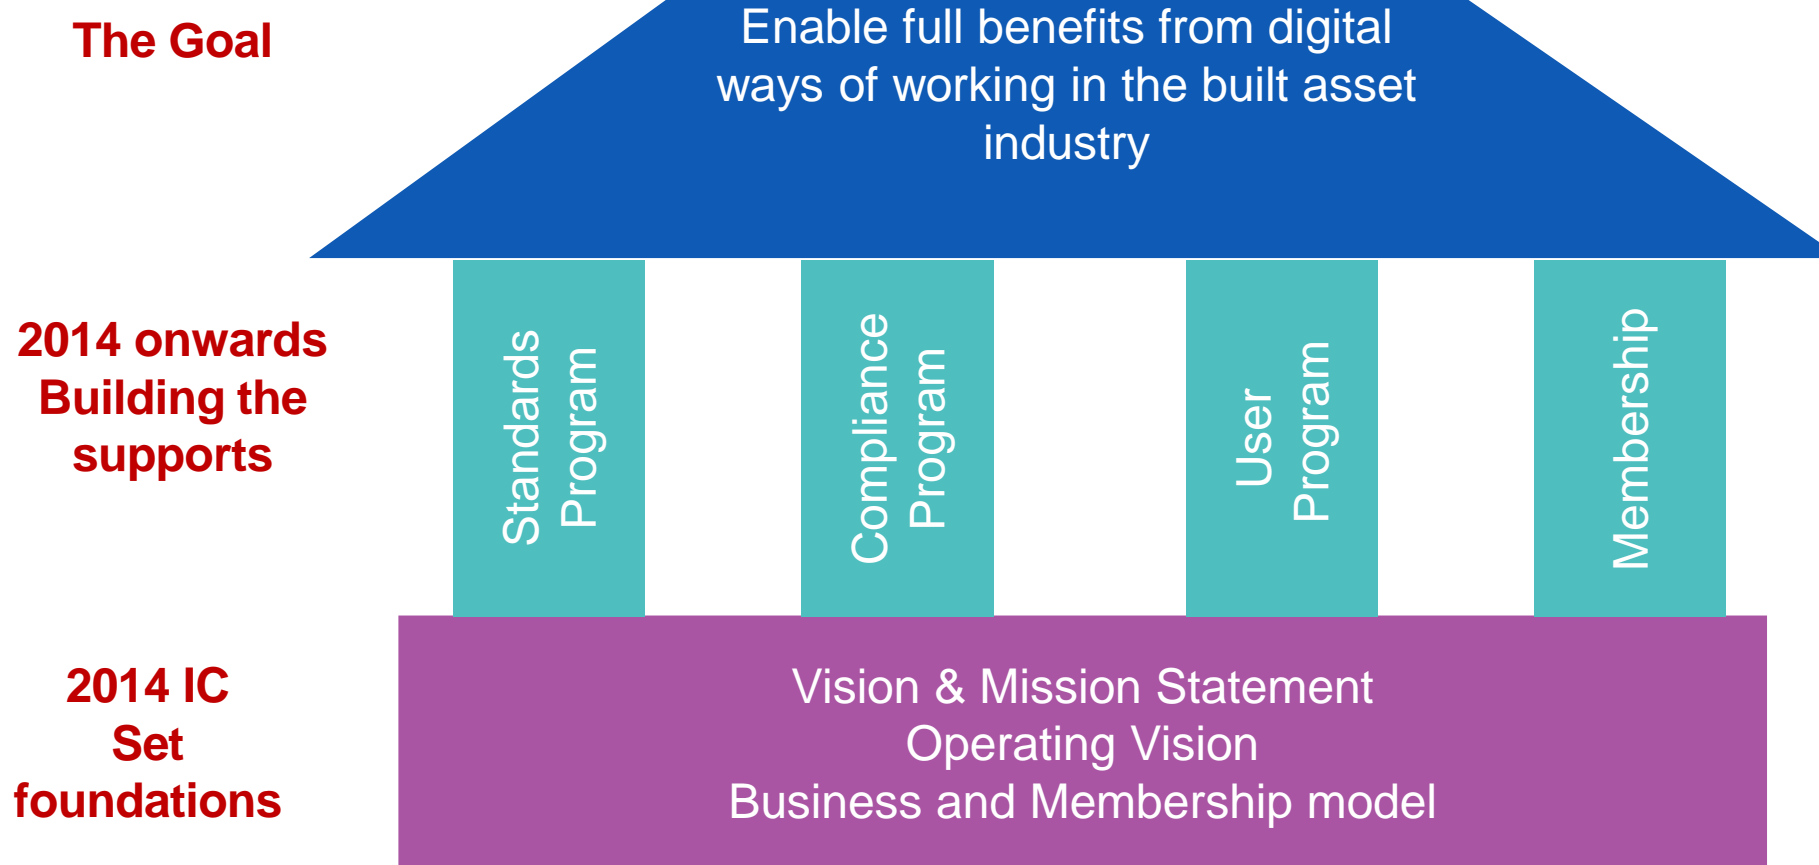 The Goal
Enable full benefits from digital
ways of working in the built asset
industry
2014 onwards
Building the
supports
Standards
Program
Compliance
Program
User
Program
Membership
2014 IC
Set
foundations
Vision & Mission Statement
Operating Vision
Business and Membership model